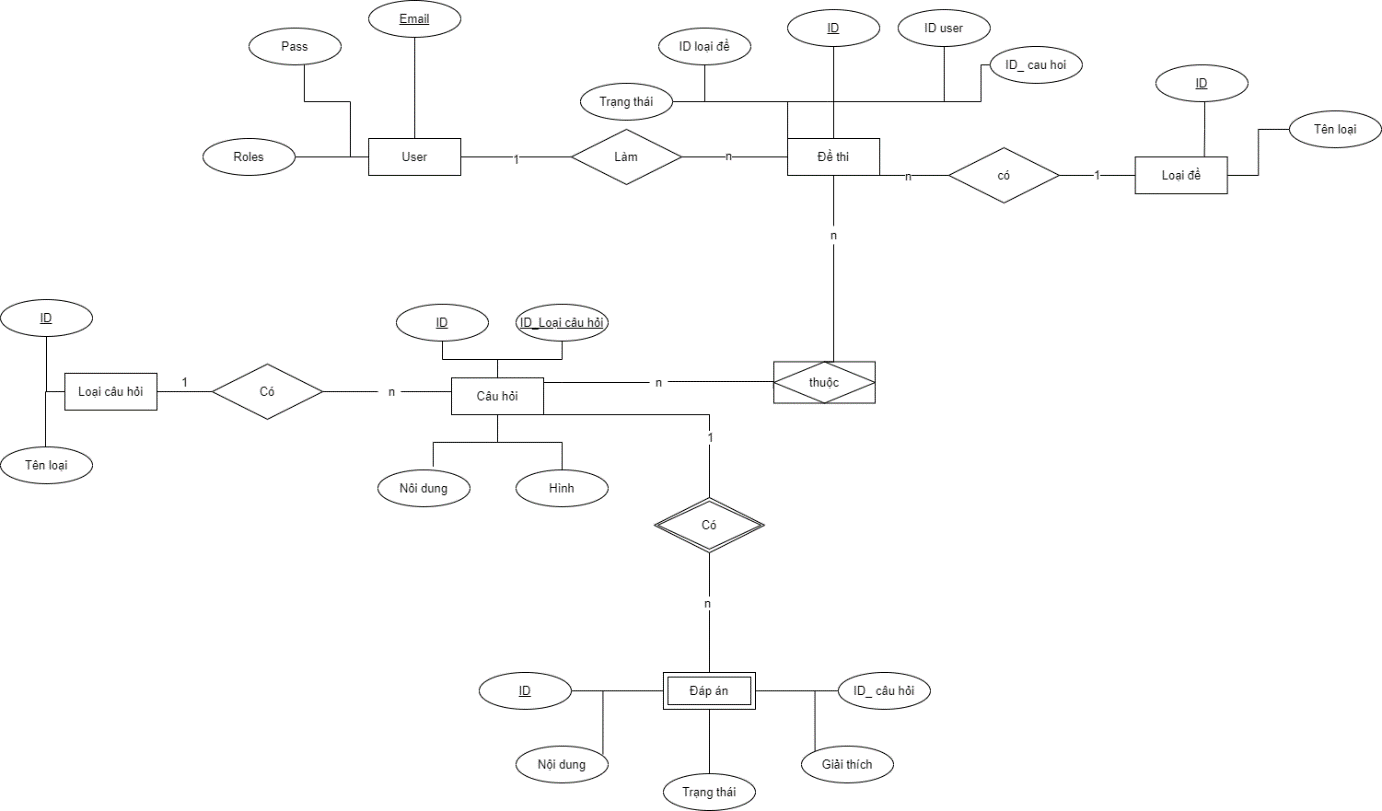 Email
Pass
Roles
User
1
Làm
n
ID loại đề
ID
ID user
ID_ cau hoi
Trạng thái
Đề thi
n
có
1
ID
Tên loại
Loại đề
n
ID
Loại câu hỏi
Tên loại
1
Có
n
ID
ID_Loại câu hỏi
Câu hỏi
n
thuộc
Nôi dung
Hình
1
Có
n
ID
Đáp án
ID_ câu hỏi
Nội dung
Trạng thái
Giải thích